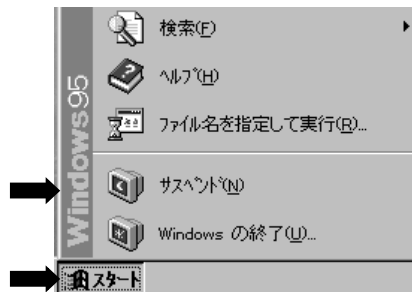 検索(F)
ヘルプ(H)
ファイル名を指定して実行(R)...
サスペンド(N)
Windows の終了(U)...
Windows95
スタート